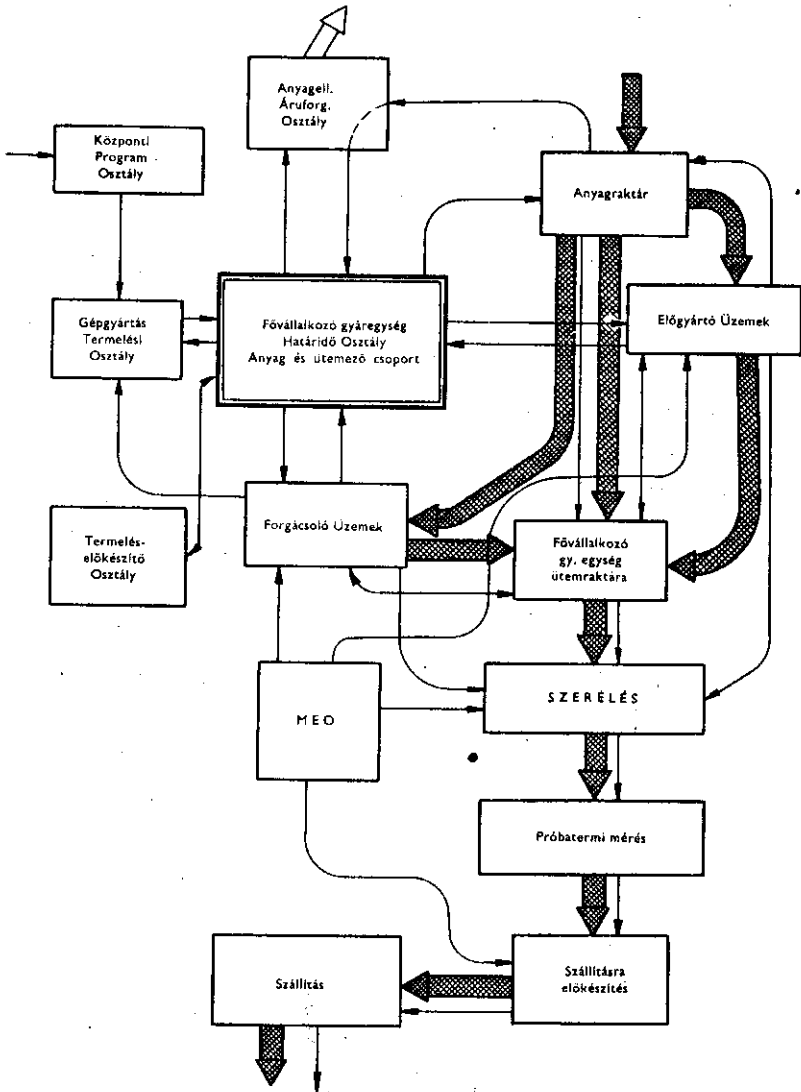 Anyagell.
Áruforg.
Osztály
Központi
Program
Osztály
Anyagraktár
Gépgyártás
Termelési
Osztály
Fővállalkozó gyáregység
Határidő Osztály
Anyag és ütemező csoport
Előgyártó Üzemek
Termelés-
előkészítő
Osztály
Forgácsoló Üzemek
Fővállalkozó
gy. egység
ütemraktára
MEO
SZERELÉS
Próbatermi mérés
Szállítás
Szállításra
előkészítés